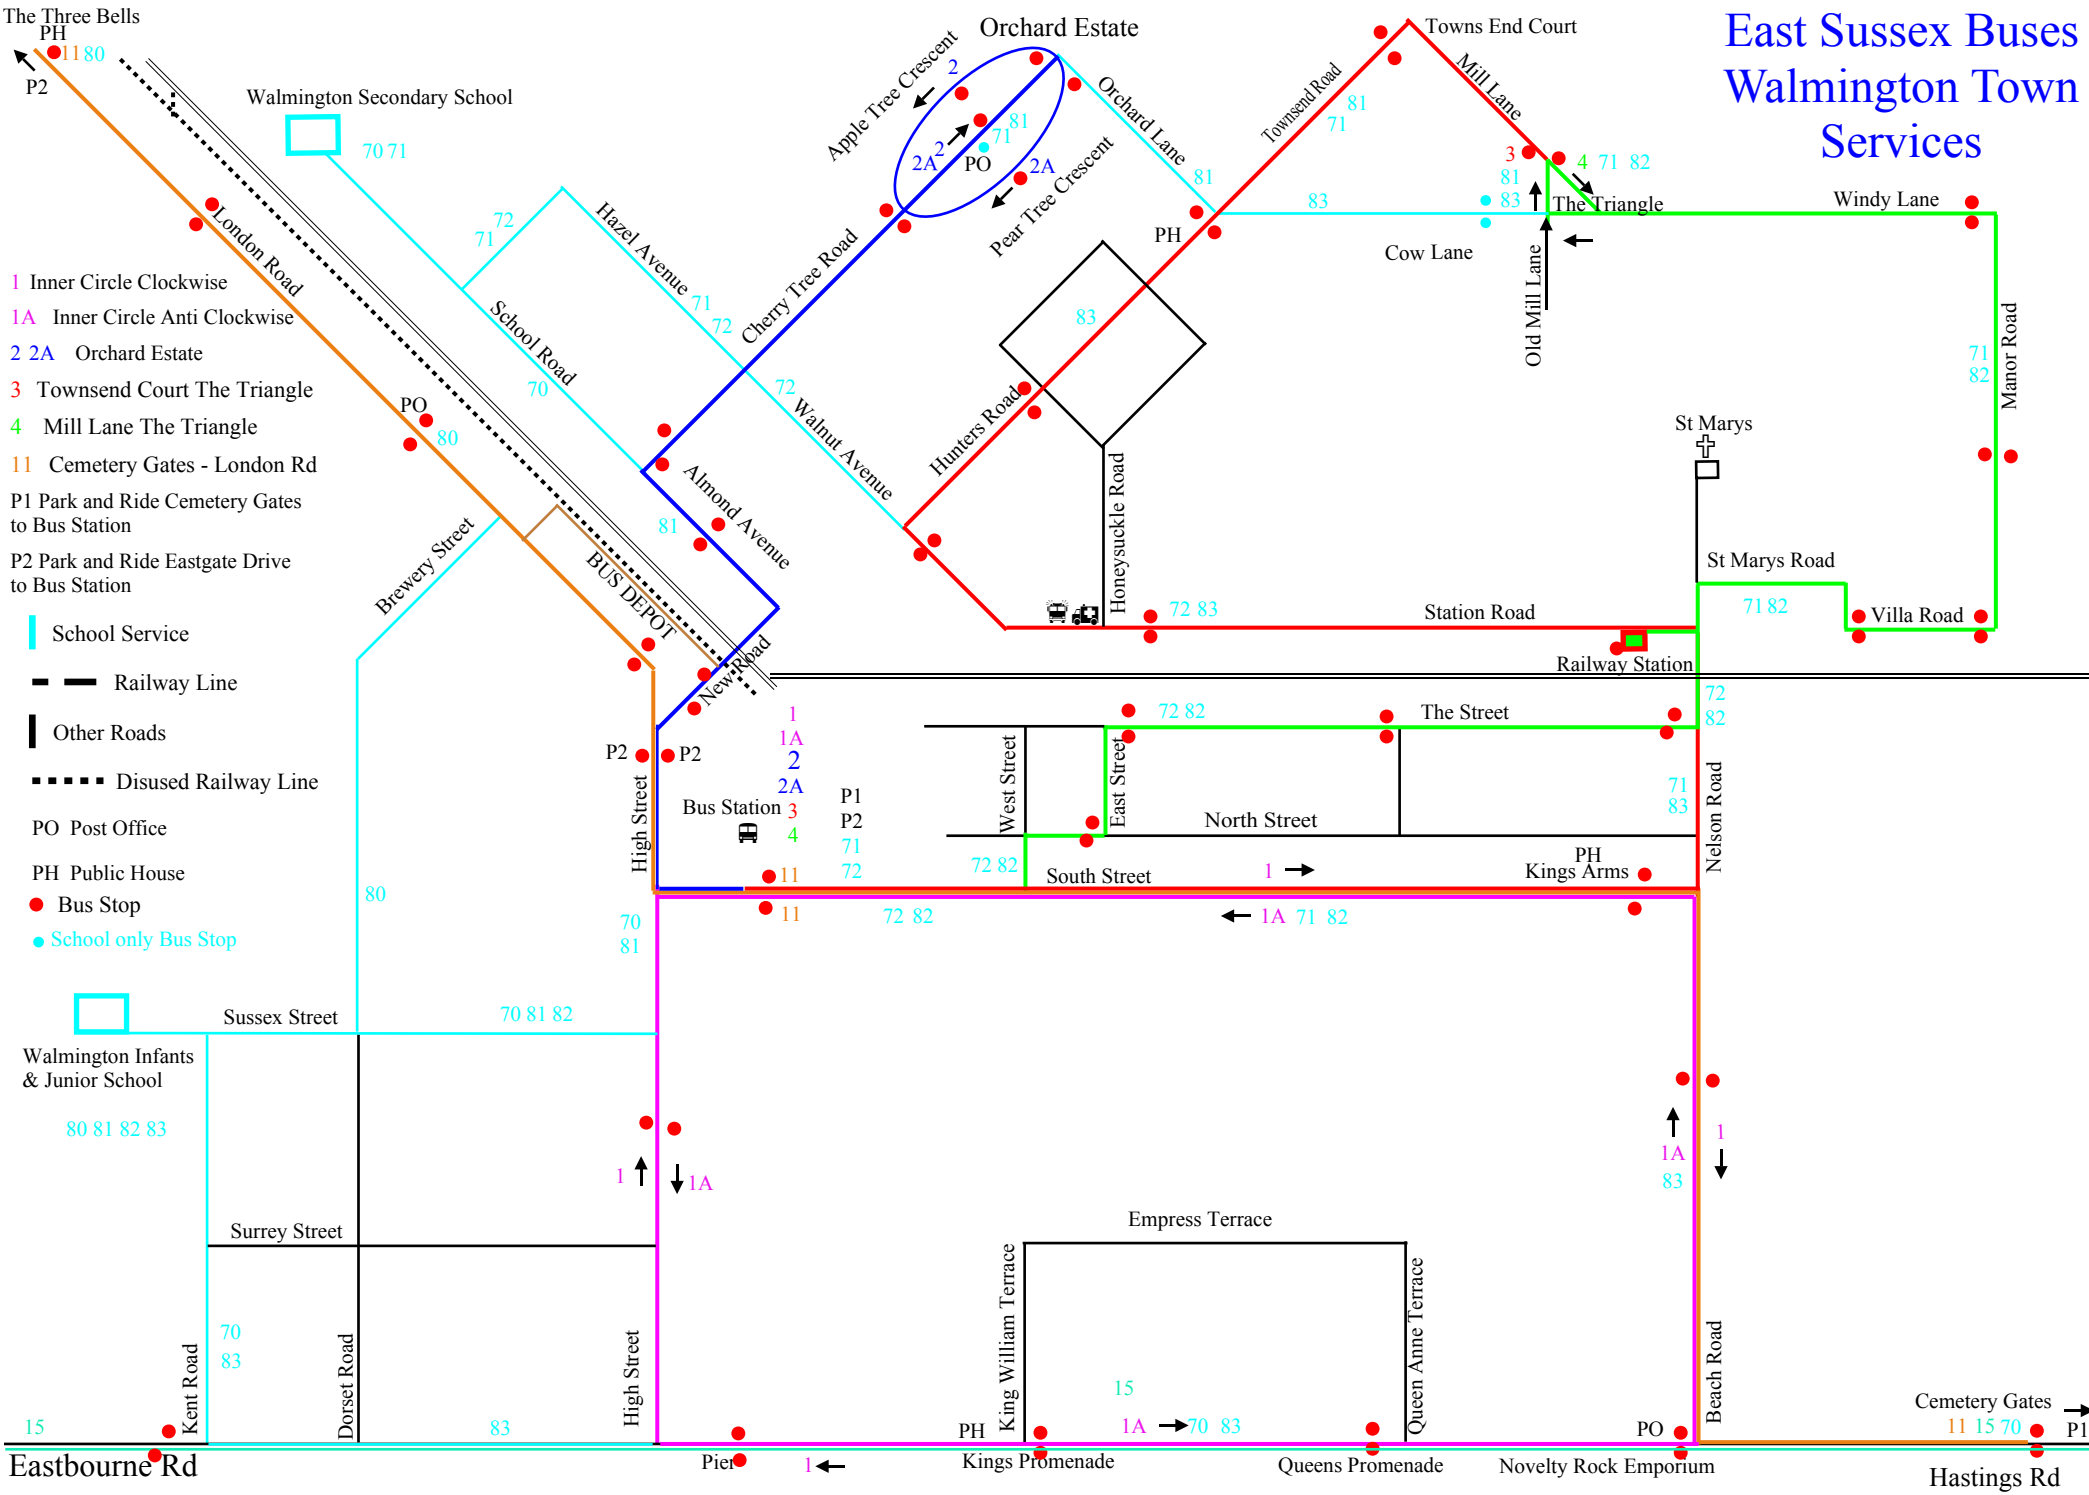 The Three Bells
PH
11 80
P2
Orchard Estate
Towns End Court
East Sussex Buses
Walmington Town
Services
Walmington Secondary School
70 71
Apple Tree Crescent
2
2
2A
81
71
PO
2A
Pear Tree Crescent
Orchard Lane
81
Townsend Road
81
71
Mill Lane
3
81
83
4 71 82
The Triangle
Windy Lane
83
Cow Lane
Old Mill Lane
PH
72
71
Hazel Avenue
71
72
Cherry Tree Road
London Road
School Road
70
72
Walnut Avenue
Hunters Road
83
Honeysuckle Road
Manor Road
71
82
St Marys
St Marys Road
71 82
Villa Road
1 Inner Circle Clockwise
1A Inner Circle Anti Clockwise
2 2A Orchard Estate
3 Townsend Court The Triangle
4 Mill Lane The Triangle
11 Cemetery Gates - London Rd
P1 Park and Ride Cemetery Gates
to Bus Station
P2 Park and Ride Eastgate Drive
to Bus Station
School Service
Railway Line
Other Roads
Disused Railway Line
PO Post Office
PH Public House
Bus Stop
School only Bus Stop
PO
80
Almond Avenue
81
Brewery Street
BUS DEPOT
New Road
72 83
Station Road
Railway Station
72
82
P2
P2
High Street
Bus Station
1
1A
2
2A
3
4
P1
P2
71
72
11
11
72 82
The Street
West Street
East Street
North Street
71
83
Nelson Road
72 82
South Street
1
PH
Kings Arms
72 82
1A 71 82
80
70
81
Sussex Street
70 81 82
Walmington Infants
& Junior School
80 81 82 83
1
1A
1A
83
1
Surrey Street
Empress Terrace
70
83
Kent Road
Dorset Road
High Street
King William Terrace
Queen Anne Terrace
Beach Road
15
83
15
PH
1A
70 83
PO
Cemetery Gates
11 15 70
P1
Eastbourne Rd
Pier
1
Kings Promenade
Queens Promenade
Novelty Rock Emporium
Hastings Rd